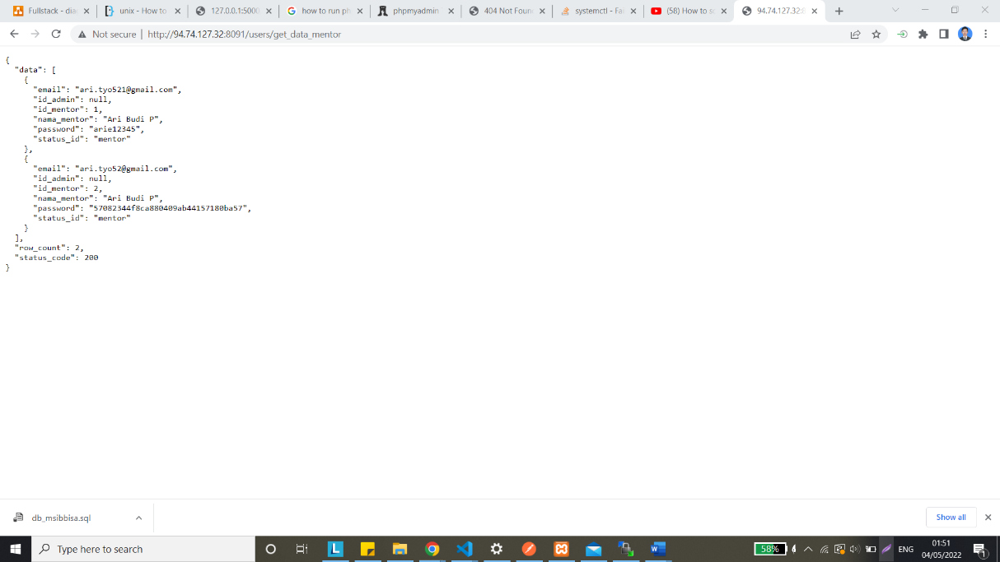 Fullstack - dia
unix - How to
127.0.0.1:5000
how to run ph
phpmyadmin
404 Not Foun
systemctl - Fai
(58) How to s
94.74.127.32:8
Not secure | http://94.74.127.32:8091/users/get_data_mentor
{
"data": [
{
"email": "ari.tyo521@gmail.com",
"id_admin": null,
"id_mentor": 1,
"nama_mentor": "Ari Budi P",
"password": "arie12345",
"status_id": "mentor"
},
{
"email": "ari.tyo52@gmail.com",
"id_admin": null,
"id_mentor": 2,
"nama_mentor": "Ari Budi P",
"password": "57082344f8ca880409ab44157180ba57",
"status_id": "mentor"
}
],
"row_count": 2,
"status_code": 200
}
db_msibbisa.sql
Show all
Type here to search
58%
ENG
01:51
04/05/2022
1